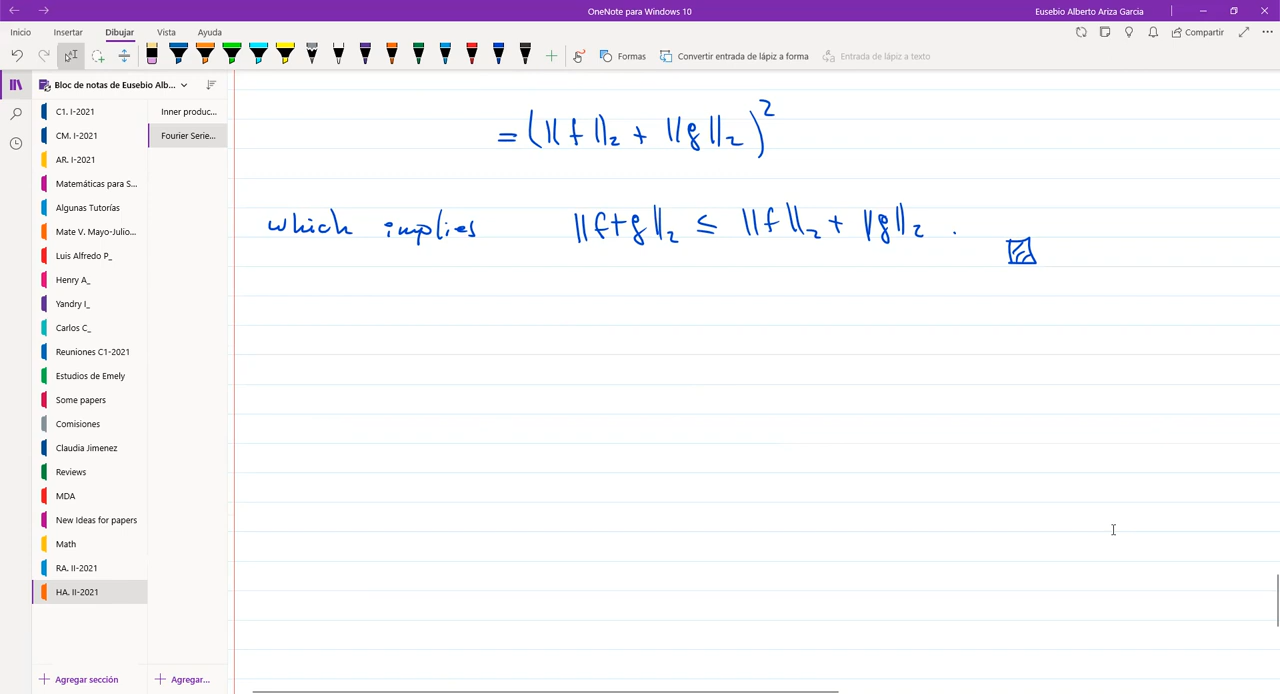 OneNote para Windows 10
Eusebio Alberto Ariza Garcia
Inicio Insertar Dibujar Vista Ayuda
Compartir
Formas Convertir entrada de lápiz a forma Entrada de lápiz a texto
Bloc de notas de Eusebio Alb...
C1. I-2021
CM. I-2021
AR. I-2021
Matemáticas para S...
Algunas Tutorías
Mate V. Mayo-Julio...
Luis Alfredo P_
Henry A_
Yandry I_
Carlos C_
Reuniones C1-2021
Estudios de Emely
Some papers
Comisiones
Claudia Jimenez
Reviews
MDA
New Ideas for papers
Math
RA. II-2021
HA. II-2021
Agregar sección
Inner produc...
Fourier Serie...
Agregar...
= (||f||₂ + ||g||₂)²
which implies ||f+g||₂ ≤ ||f||₂ + ||g||₂ .